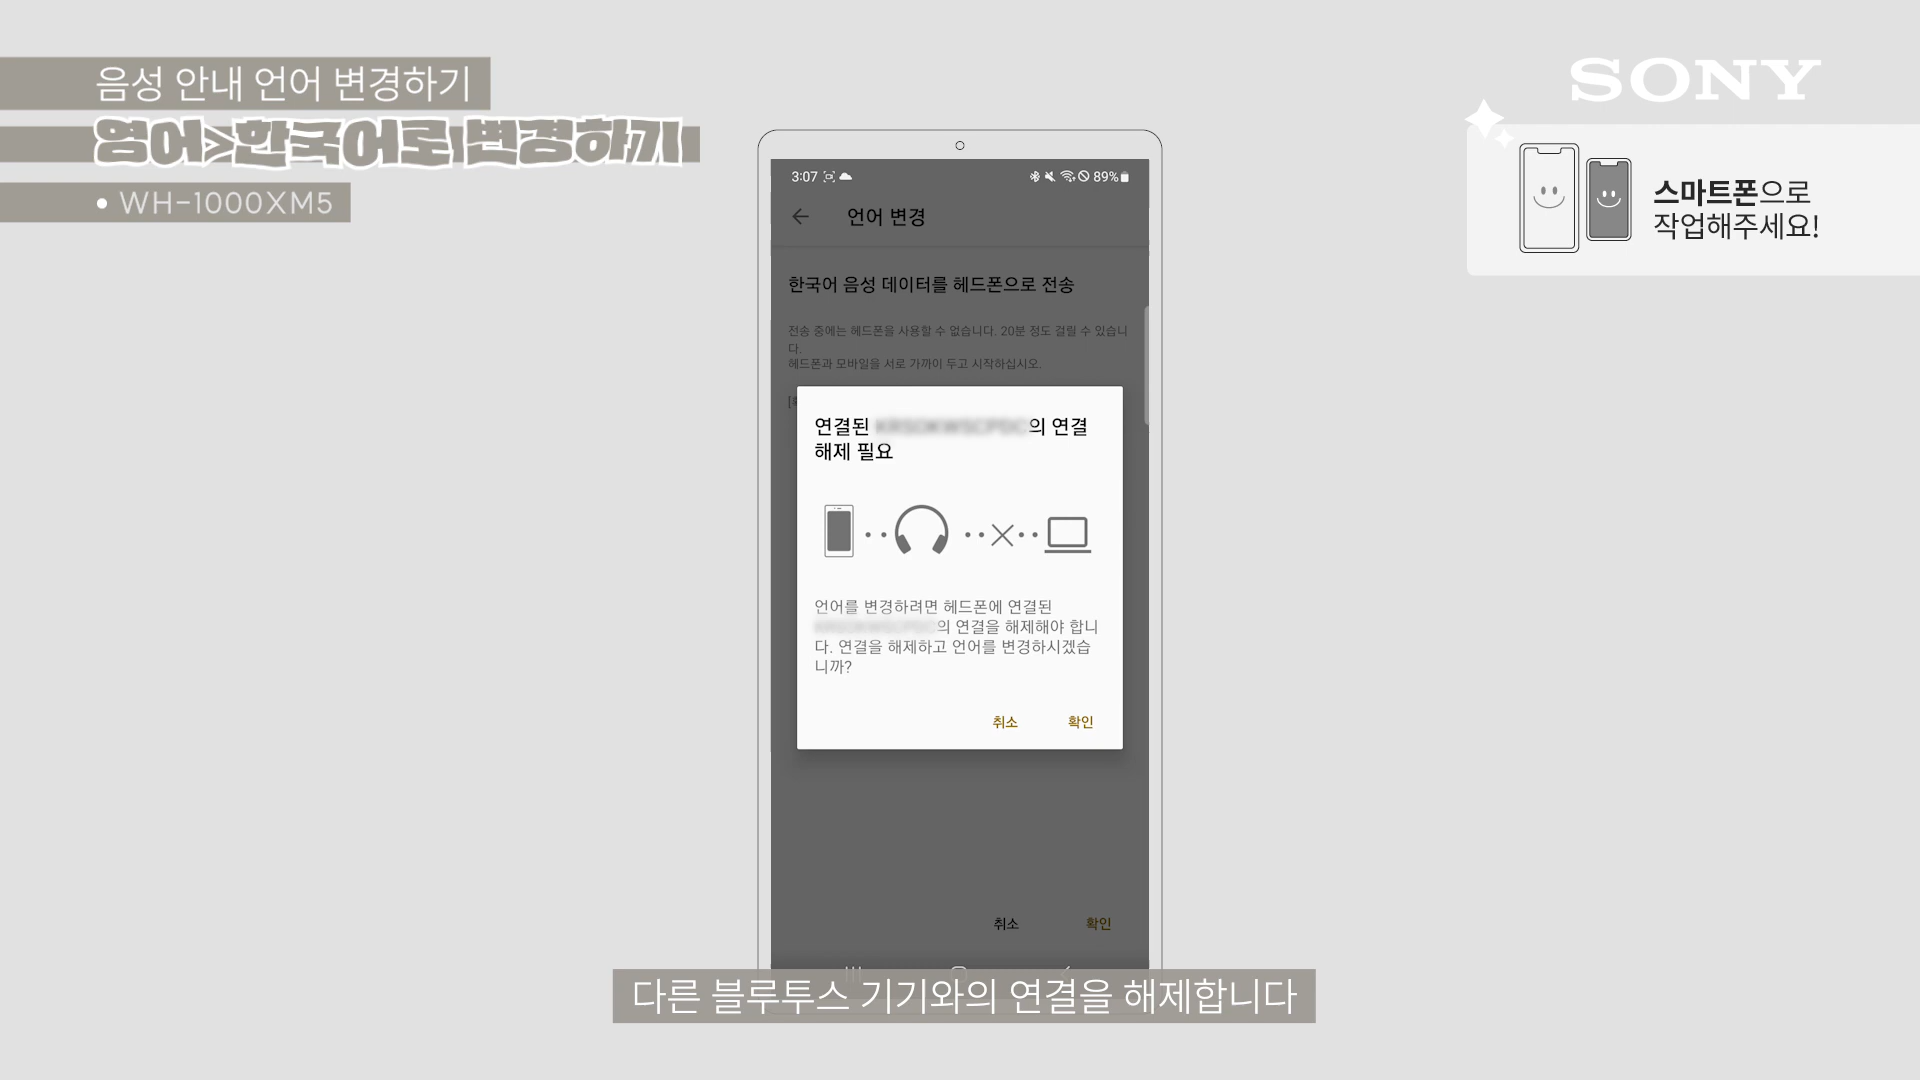 음성 안내 언어 변경하기
영어>한국어로 변경하기
• WH-1000XM5
SONY
스마트폰으로
작업해주세요!
3:07
89%
언어 변경
한국어 음성 데이터를 헤드폰으로 전송
전송 중에는 헤드폰을 사용할 수 없습니다. 20분 정도 걸릴 수 있습니
다.
헤드폰과 모바일을 서로 가까이 두고 시작하십시오.
연결된 의 연결
해제 필요
언어를 변경하려면 헤드폰에 연결된
의 연결을 해제해야 합니
다. 연결을 해제하고 언어를 변경하시겠습
니까?
취소 확인
취소 확인
다른 블루투스 기기와의 연결을 해제합니다